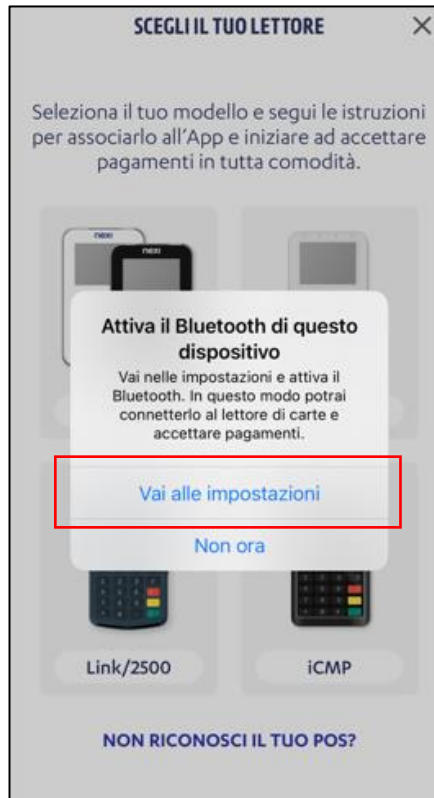 SCEGLI IL TUO LETTORE
Seleziona il tuo modello e segui le istruzioni
per associarlo all'App e iniziare ad accettare
pagamenti in tutta comodità.
nexi
nexi
Attiva il Bluetooth di questo
dispositivo
Vai nelle impostazioni e attiva il
Bluetooth. In questo modo potrai
connetterlo al lettore di carte e
accettare pagamenti.
Vai alle impostazioni
Non ora
Link/2500
iCMP
NON RICONOSCI IL TUO POS?